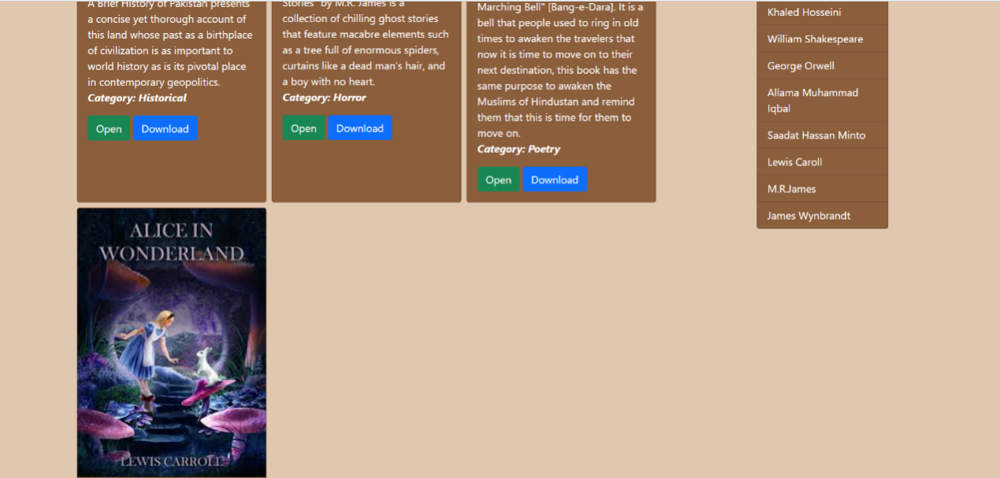 A Brief History of Pakistan presents
a concise yet thorough account of
this land whose past as a birthplace
of civilization is as important to
world history as is its pivotal place
in contemporary geopolitics.
Category: Historical
Open Download
Stories" by M.R. James is a
collection of chilling ghost stories
that feature macabre elements such
as a tree full of enormous spiders,
curtains like a dead man's hair, and
a boy with no heart.
Category: Horror
Open Download
Marching Bell" [Bang-e-Dara]. It is a
bell that people used to ring in old
times to awaken the travelers that
now it is time to move on to their
next destination, this book has the
same purpose to awaken the
Muslims of Hindustan and remind
them that this is time for them to
move on.
Category: Poetry
Open Download
ALICE IN
WONDERLAND
LEWIS CARROLL
Khaled Hosseini
William Shakespeare
George Orwell
Allama Muhammad
Iqbal
Saadat Hassan Minto
Lewis Caroll
M.R.James
James Wynbrandt